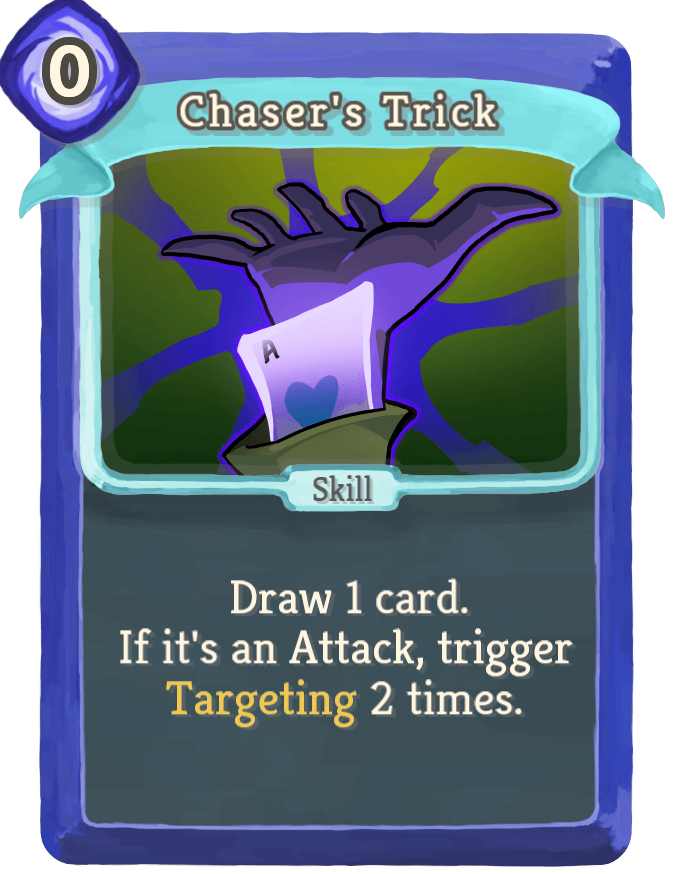 0
Chaser's Trick
A
Skill
Draw 1 card.
If it's an Attack, trigger
Targeting 2 times.